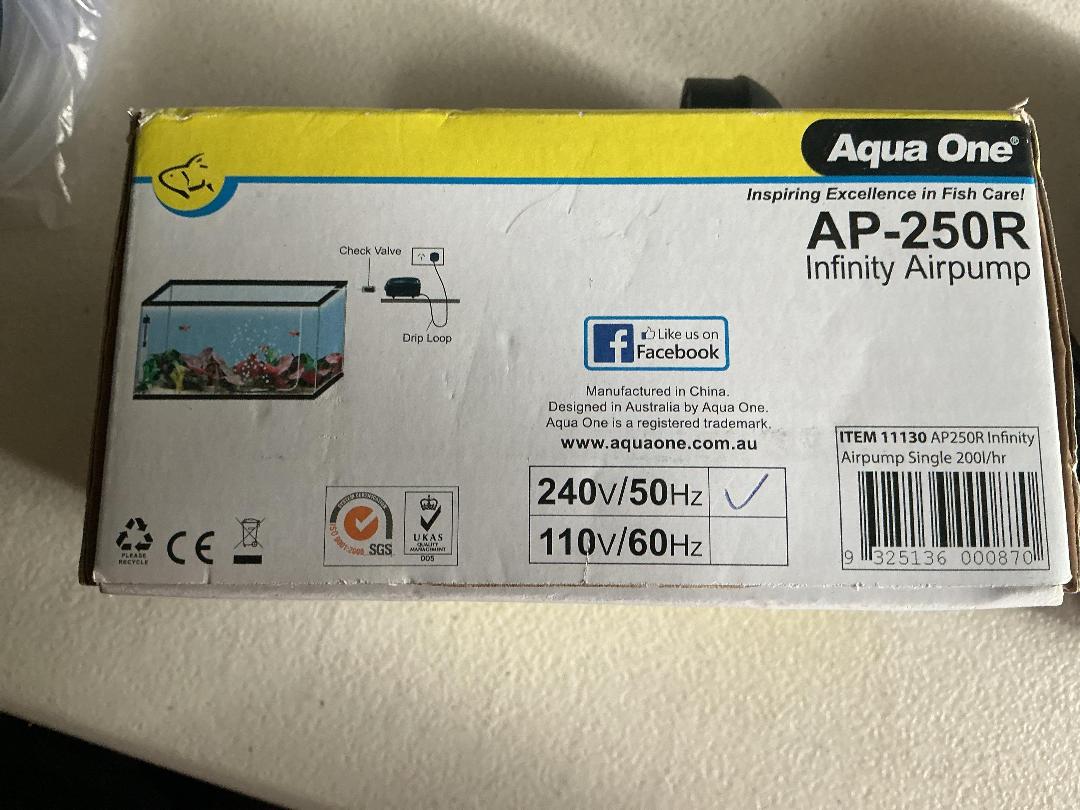 Aqua One®
Inspiring Excellence in Fish Care!
AP-250R
Infinity Airpump
Check Valve
Drip Loop
Like us on
Facebook
Manufactured in China.
Designed in Australia by Aqua One.
Aqua One is a registered trademark.
www.aquaone.com.au
240V/50Hz
110V/60Hz
ITEM 11130 AP250R Infinity
Airpump Single 200l/hr
9 325136 000870
PLEASE
RECYCLE
CE
ISO 9001:2008
SGS
UKAS
QUALITY
MANAGEMENT
005